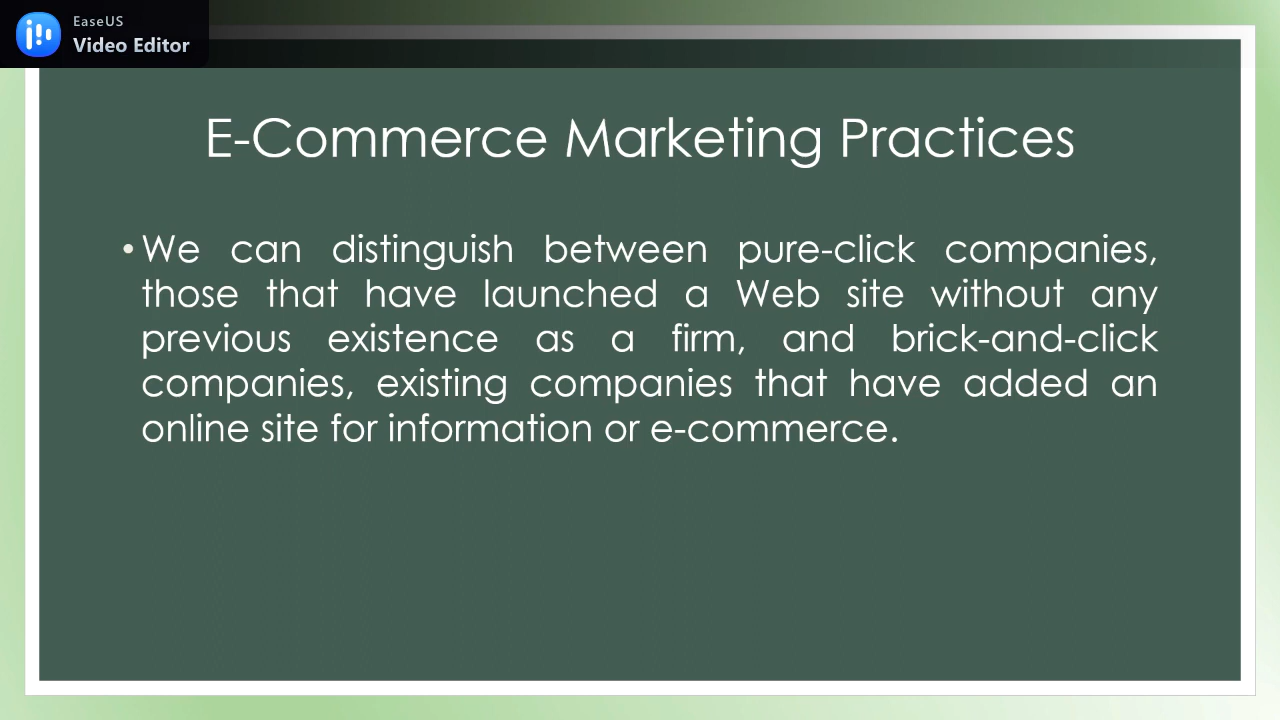 EaseUS
Video Editor
E-Commerce Marketing Practices
• We can distinguish between pure-click companies,
those that have launched a Web site without any
previous existence as a firm, and brick-and-click
companies, existing companies that have added an
online site for information or e-commerce.